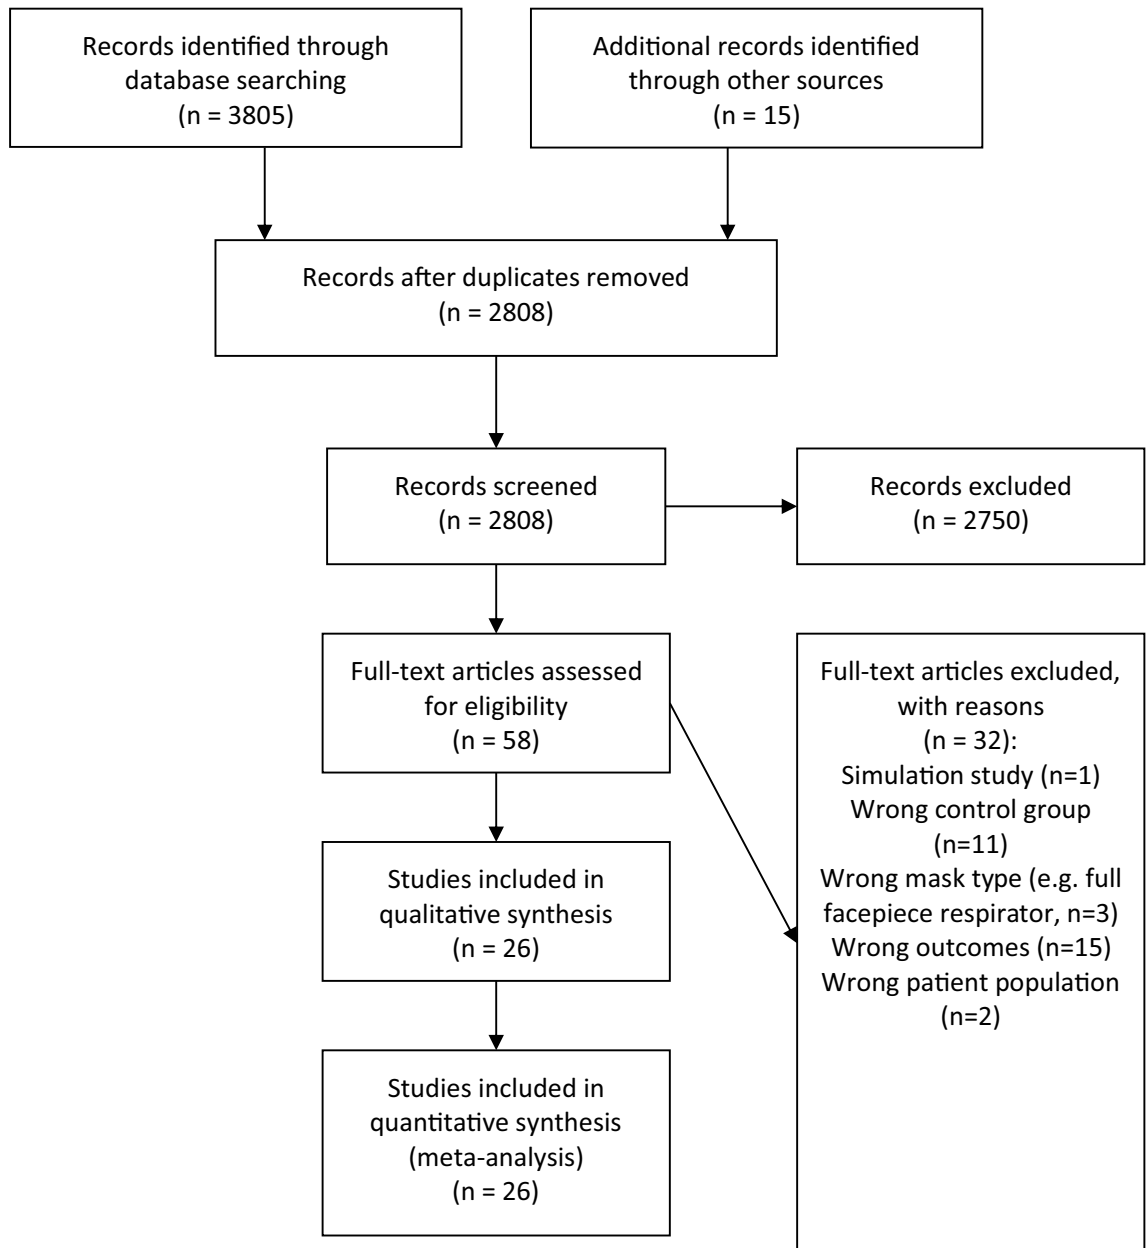 Records identified through
database searching
(n = 3805)
Additional records identified
through other sources
(n = 15)
Records after duplicates removed
(n = 2808)
Records screened
(n = 2808)
Records excluded
(n = 2750)
Full-text articles assessed
for eligibility
(n = 58)
Full-text articles excluded,
with reasons
(n = 32):
Simulation study (n=1)
Wrong control group
(n=11)
Wrong mask type (e.g. full
facepiece respirator, n=3)
Wrong outcomes (n=15)
Wrong patient population
(n=2)
Studies included in
qualitative synthesis
(n = 26)
Studies included in
quantitative synthesis
(meta-analysis)
(n = 26)